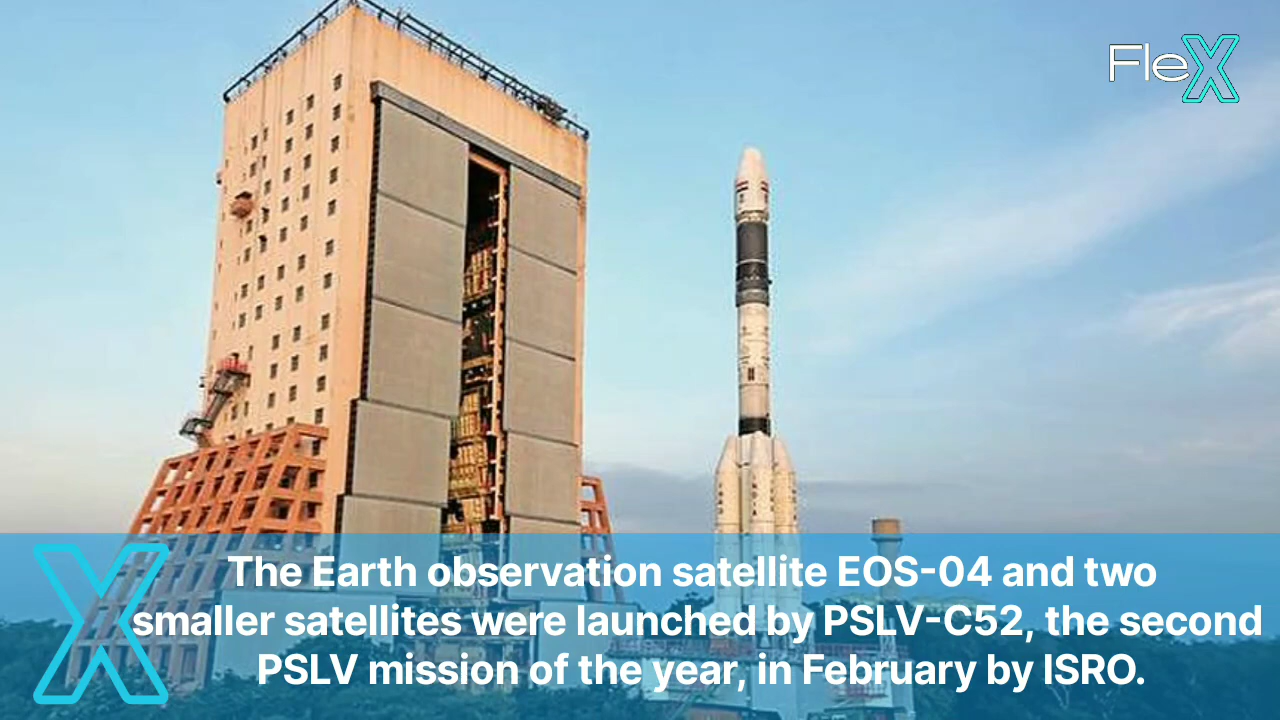 FleX
The Earth observation satellite EOS-04 and two
smaller satellites were launched by PSLV-C52, the second
PSLV mission of the year, in February by ISRO.